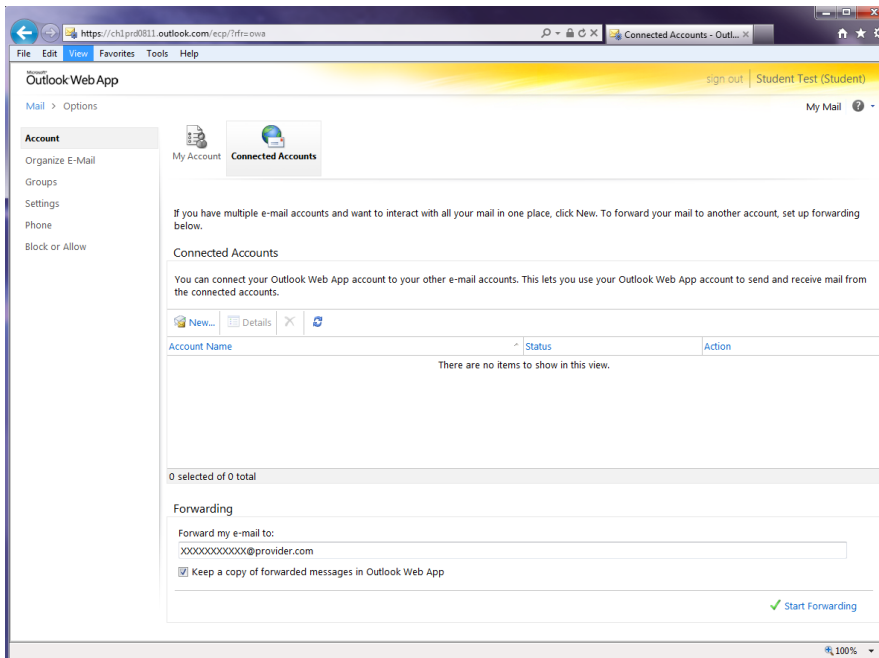 https://ch1prd0811.outlook.com/ecp/?rfr=owa
Connected Accounts - Outl...
File Edit View Favorites Tools Help
Microsoft
Outlook Web App
sign out Student Test (Student)
Mail > Options
My Mail
Account
Organize E-Mail
Groups
Settings
Phone
Block or Allow
My Account Connected Accounts
If you have multiple e-mail accounts and want to interact with all your mail in one place, click New. To forward your mail to another account, set up forwarding
below.
Connected Accounts
You can connect your Outlook Web App account to your other e-mail accounts. This lets you use your Outlook Web App account to send and receive mail from
the connected accounts.
New... Details
Account Name Status Action
There are no items to show in this view.
0 selected of 0 total
Forwarding
Forward my e-mail to:
XXXXXXXXXXX@provider.com
Keep a copy of forwarded messages in Outlook Web App
Start Forwarding
100%